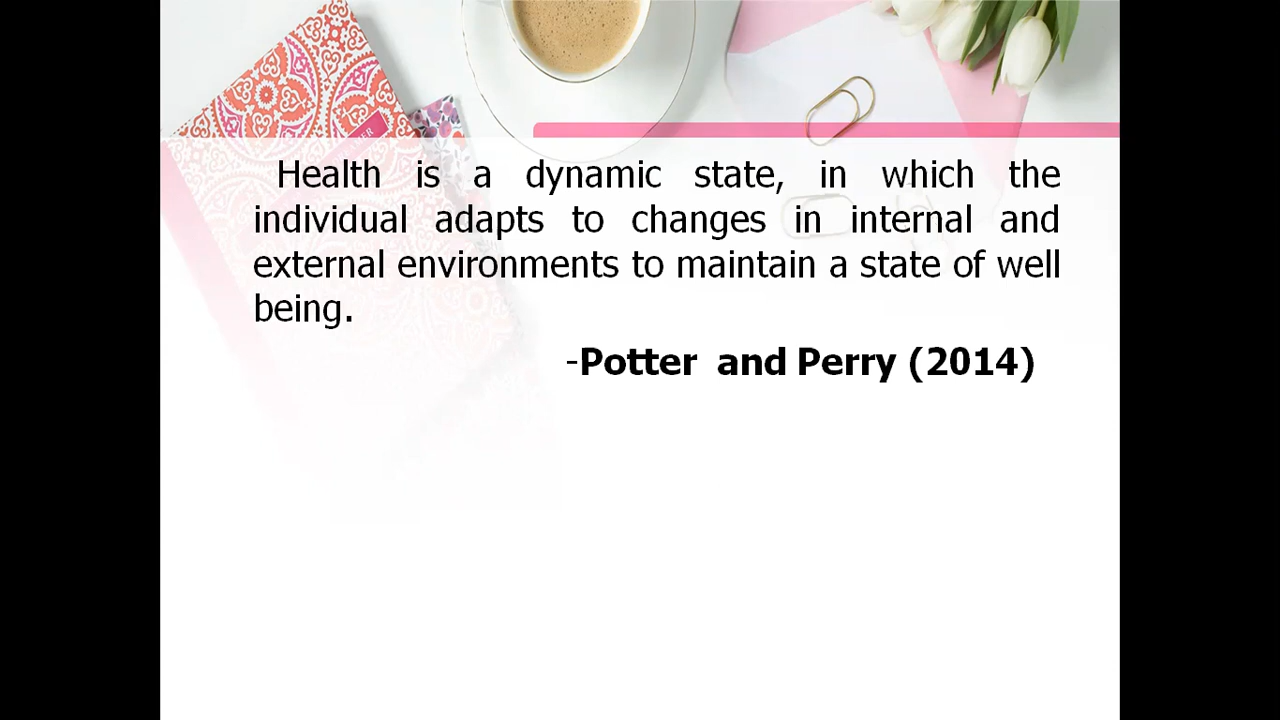 Health is a dynamic state, in which the
individual adapts to changes in internal and
external environments to maintain a state of well
being.
-Potter and Perry (2014)